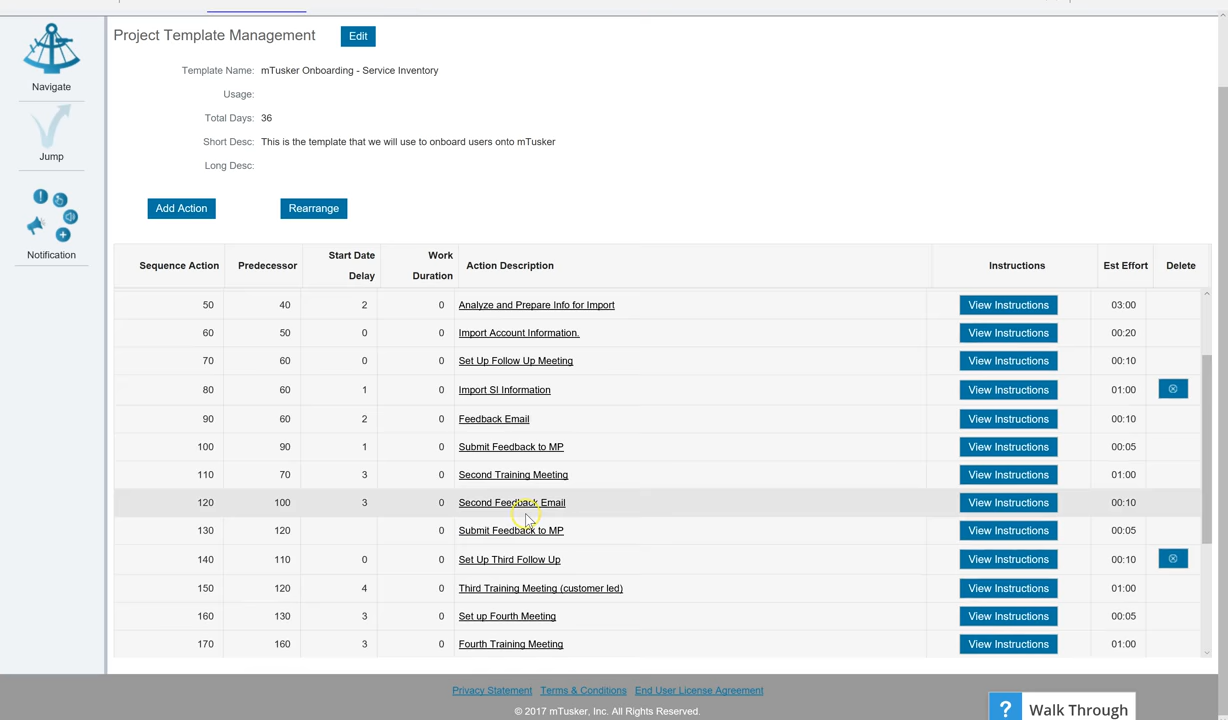 Project Template Management Edit
Navigate
Template Name: mTusker Onboarding - Service Inventory
Usage:
Total Days: 36
Short Desc: This is the template that we will use to onboard users onto mTusker
Jump
Long Desc:
Add Action Rearrange
Notification
Sequence Action Predecessor Start Date Delay Work Duration Action Description Instructions Est Effort Delete
50 40 2 0 Analyze and Prepare Info for Import View Instructions 03:00
60 50 0 0 Import Account Information. View Instructions 00:20
70 60 0 0 Set Up Follow Up Meeting View Instructions 00:10
80 60 1 0 Import SI Information View Instructions 01:00
90 60 2 0 Feedback Email View Instructions 00:10
100 90 1 0 Submit Feedback to MP View Instructions 00:05
110 70 3 0 Second Training Meeting View Instructions 01:00
120 100 3 0 Second Feedback Email View Instructions 00:10
130 120 0 Submit Feedback to MP View Instructions 00:05
140 110 0 0 Set Up Third Follow Up View Instructions 00:10
150 120 4 0 Third Training Meeting (customer led) View Instructions 01:00
160 130 3 0 Set up Fourth Meeting View Instructions 00:05
170 160 3 0 Fourth Training Meeting View Instructions 01:00
Privacy Statement Terms & Conditions End User License Agreement
© 2017 mTusker, Inc. All Rights Reserved.
? Walk Through